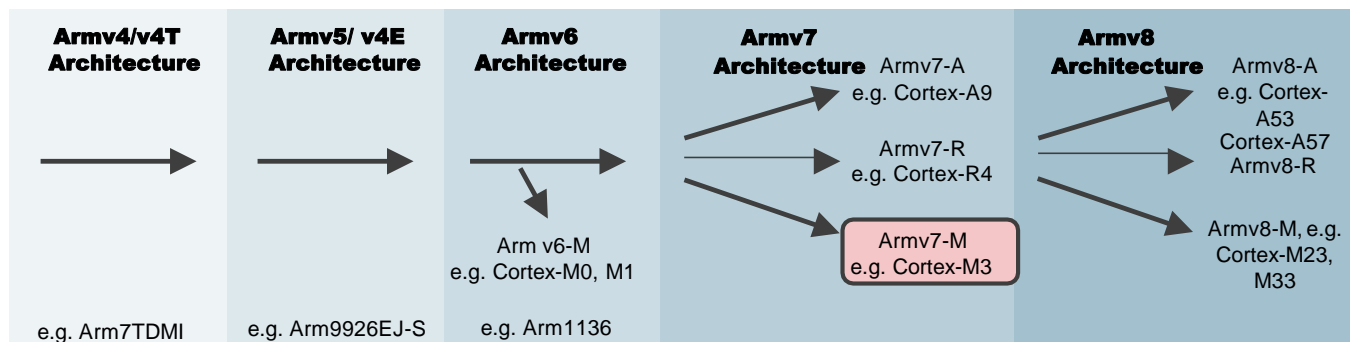 Armv4/v4T
Architecture
e.g. Arm7TDMI
Armv5/ v4E
Architecture
e.g. Arm9926EJ-S
Armv6
Architecture
Arm v6-M
e.g. Cortex-M0, M1
e.g. Arm1136
Armv7
Architecture
Armv7-A
e.g. Cortex-A9
Armv7-R
e.g. Cortex-R4
Armv7-M
e.g. Cortex-M3
Armv8
Architecture
Armv8-A
e.g. Cortex-
A53
Cortex-A57
Armv8-R
Armv8-M, e.g.
Cortex-M23,
M33